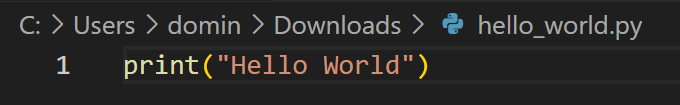 C: > Users > domin > Downloads > hello_world.py
1 print("Hello World")